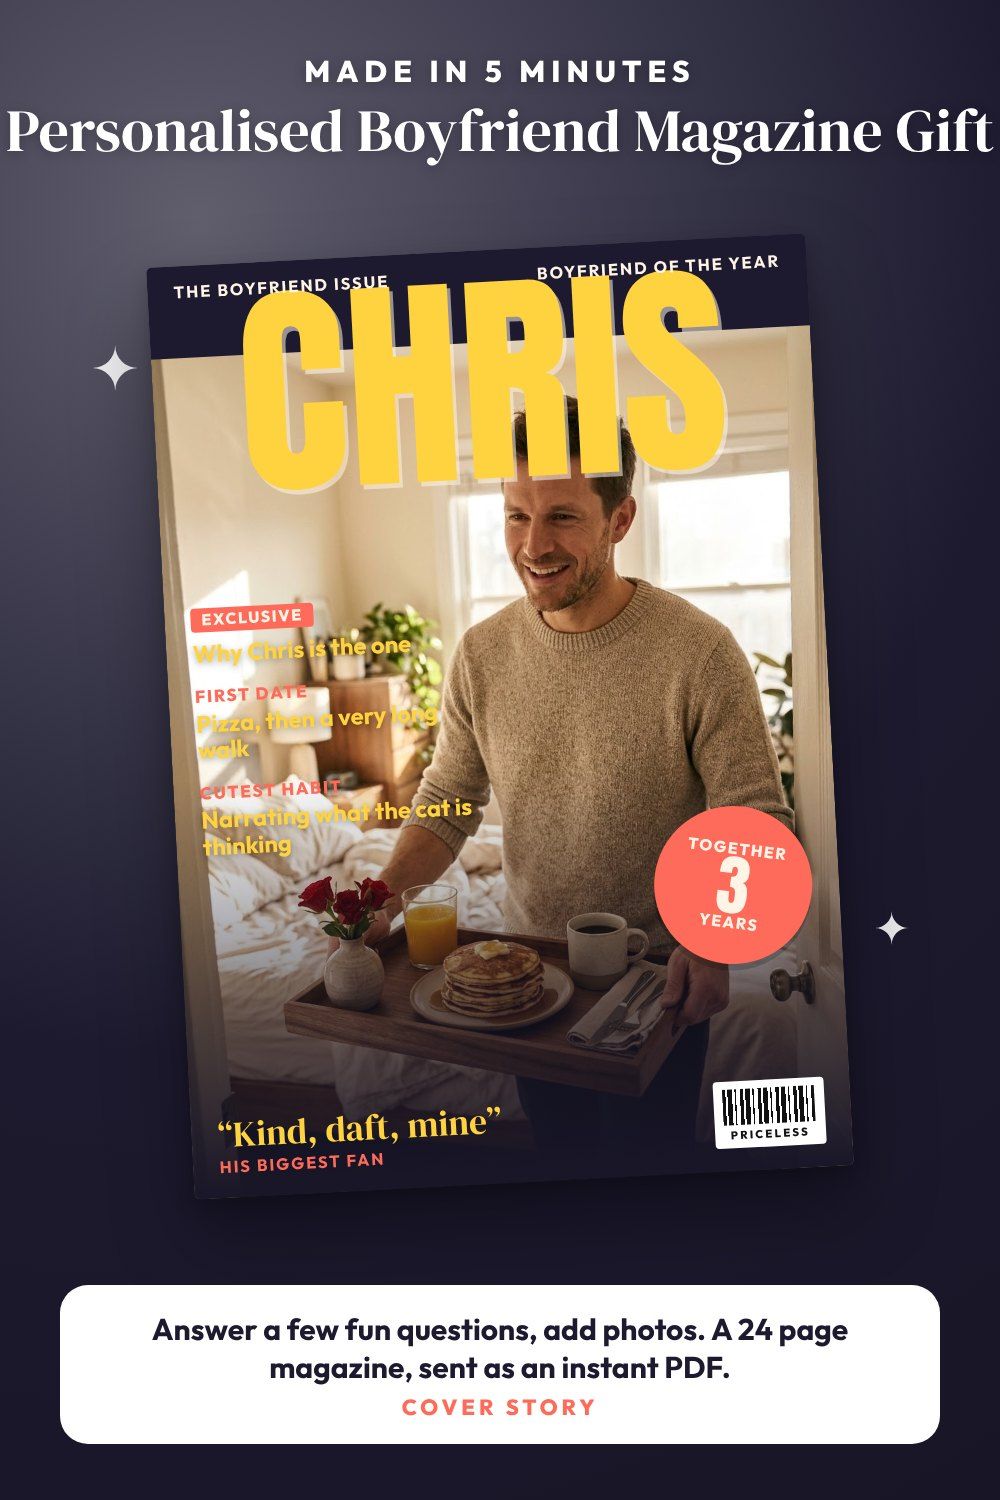 MADE IN 5 MINUTES
Personalised Boyfriend Magazine Gift
THE BOYFRIEND ISSUE
BOYFRIEND OF THE YEAR
CHRIS
EXCLUSIVE
Why Chris is the one
FIRST DATE
Pizza, then a very long
walk
CUTEST HABIT
Narrating what the cat is
thinking
TOGETHER
3
YEARS
“Kind, daft, mine”
HIS BIGGEST FAN
PRICELESS
Answer a few fun questions, add photos. A 24 page
magazine, sent as an instant PDF.
COVER STORY